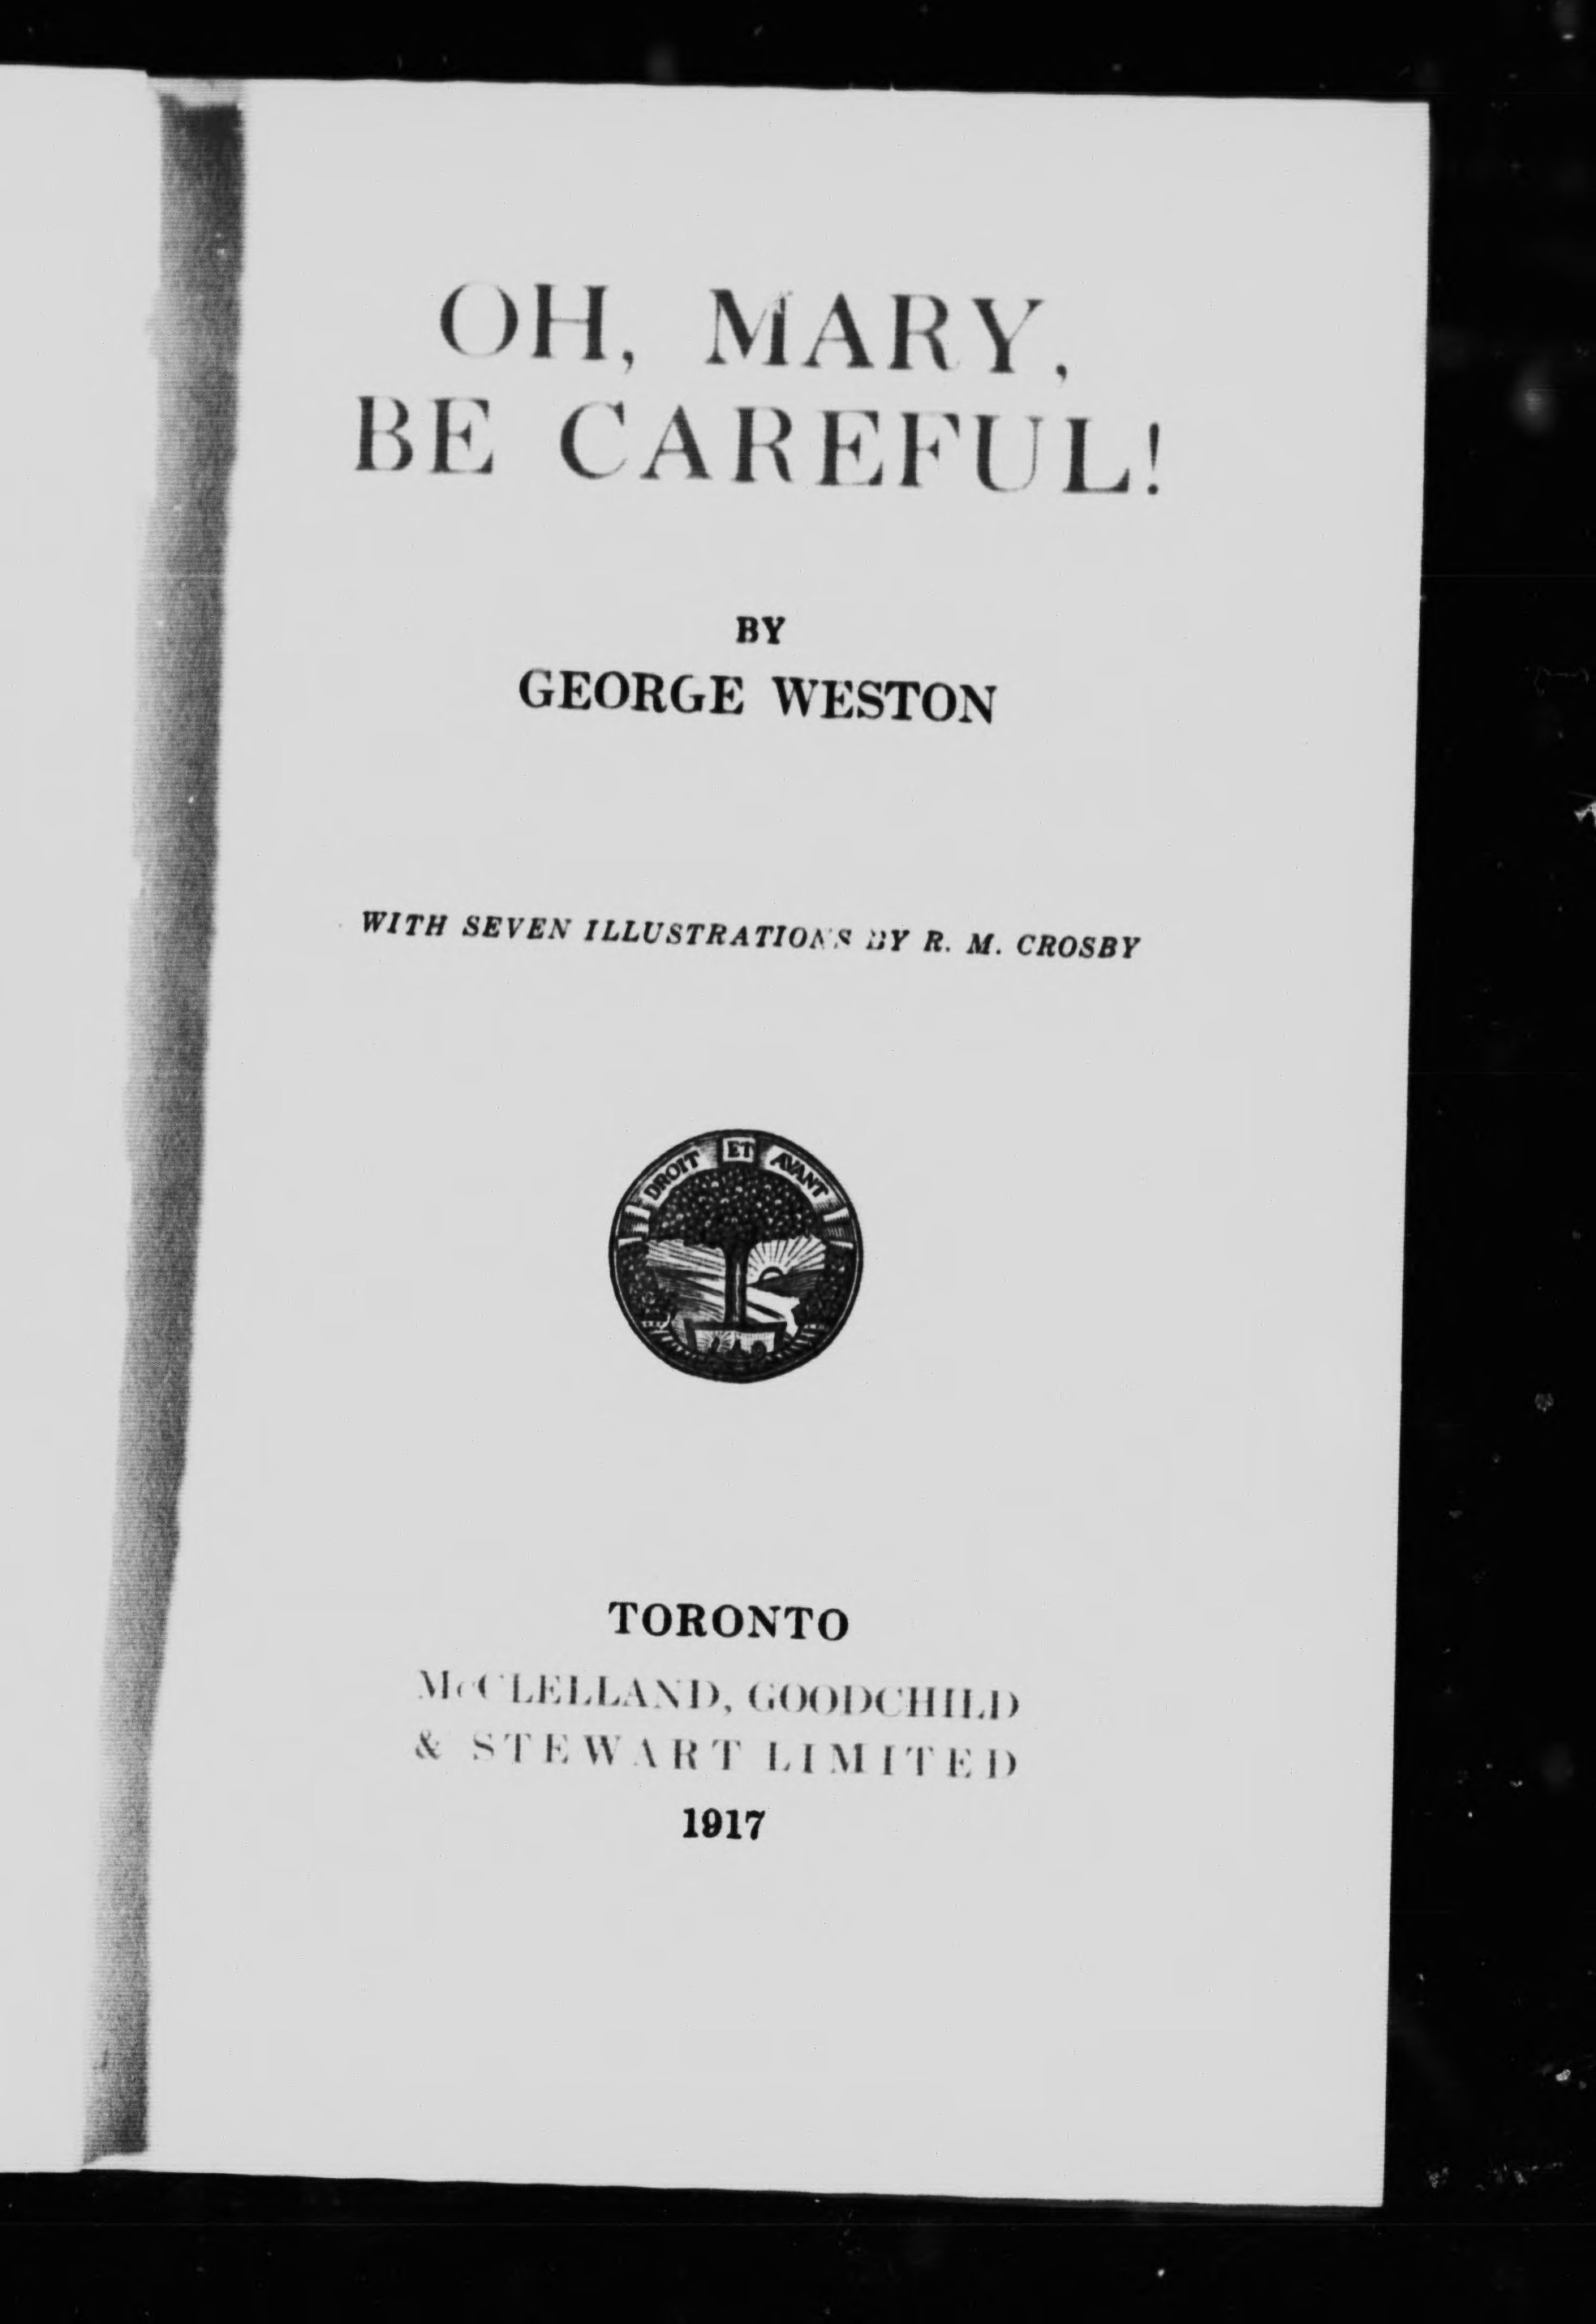 OH, MARY,
BE CAREFUL!
BY
GEORGE WESTON
WITH SEVEN ILLUSTRATIONS BY R. M. CROSBY
DROIT ET AVANT
TORONTO
McCLELLAND, GOODCHILD
& STEWART LIMITED
1917